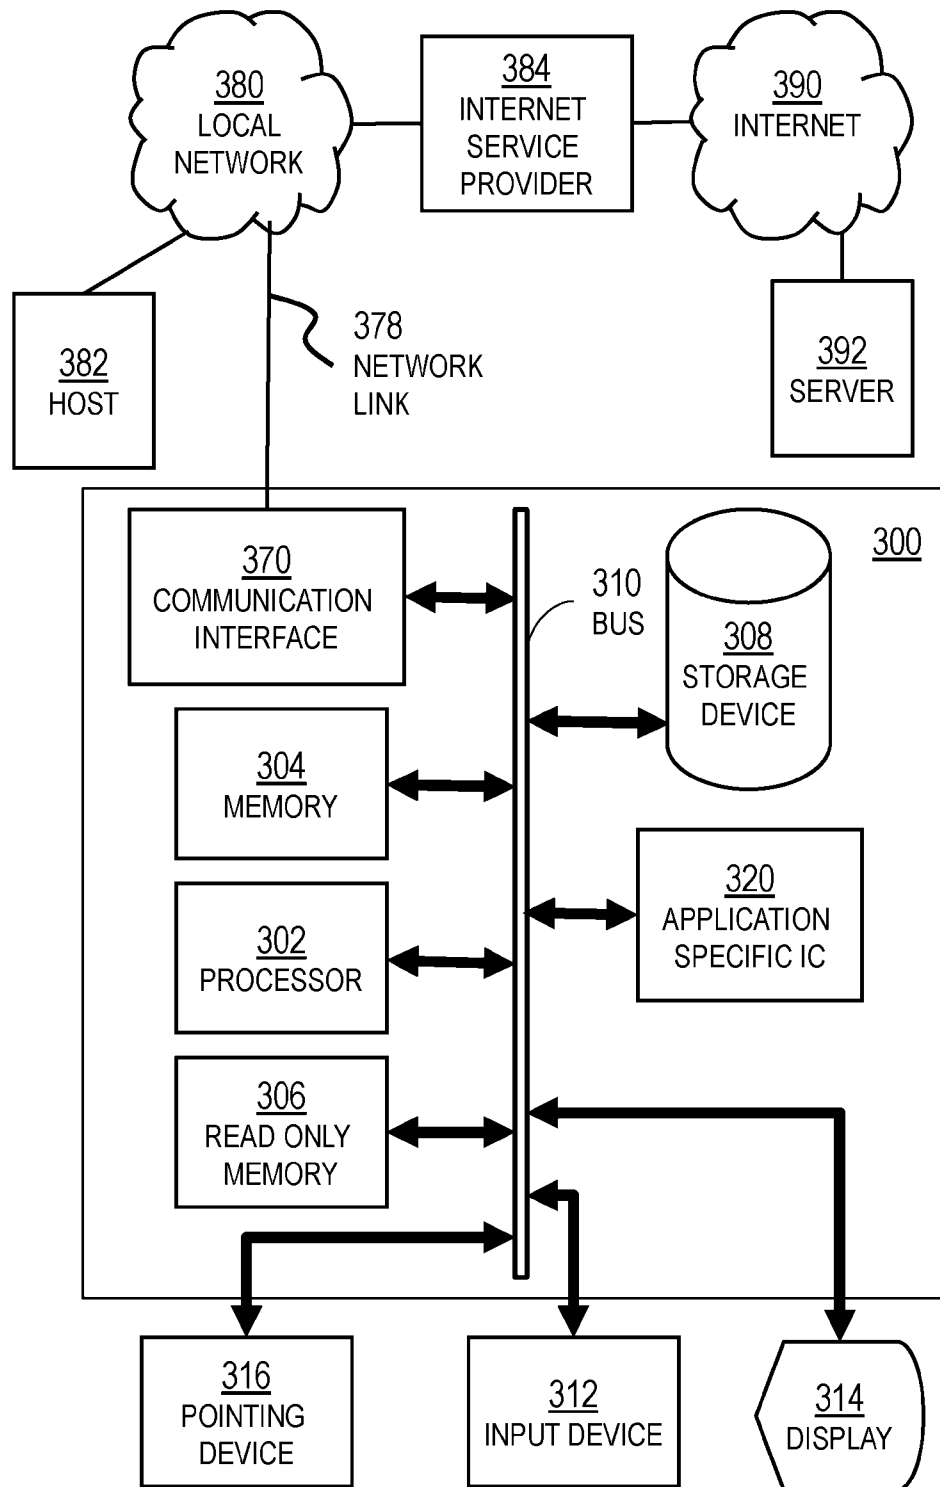 380
LOCAL
NETWORK
384
INTERNET
SERVICE
PROVIDER
390
INTERNET
382
HOST
378
NETWORK
LINK
392
SERVER
300
370
COMMUNICATION
INTERFACE
310
BUS
308
STORAGE
DEVICE
304
MEMORY
320
APPLICATION
SPECIFIC IC
302
PROCESSOR
306
READ ONLY
MEMORY
316
POINTING
DEVICE
312
INPUT DEVICE
314
DISPLAY